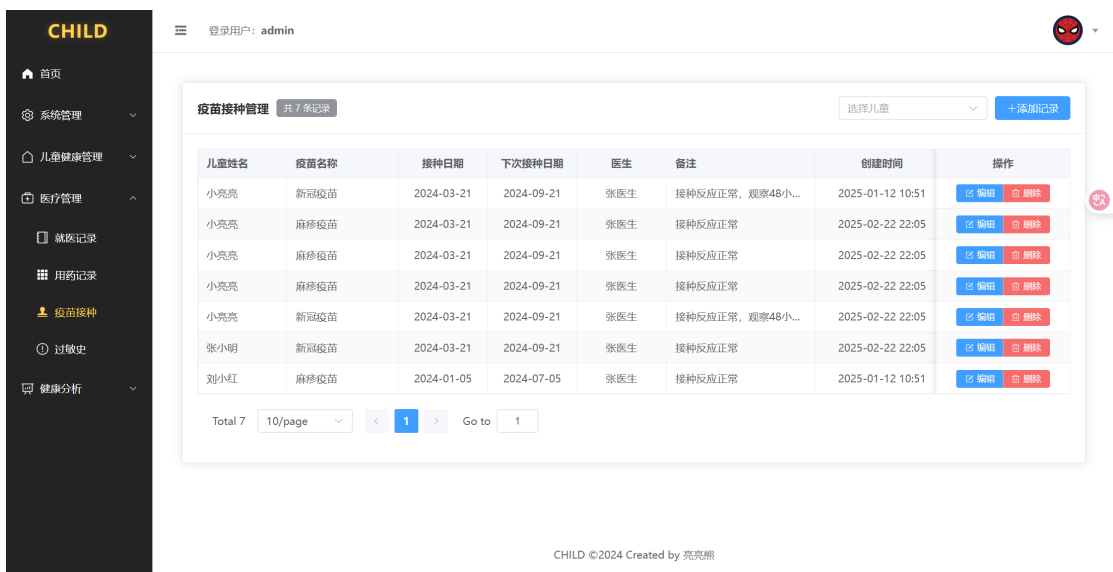 CHILD
登录用户：admin
首页
系统管理
儿童健康管理
医疗管理
就医记录
用药记录
疫苗接种
过敏史
健康分析
疫苗接种管理 共 7 条记录 选择儿童 +添加记录
儿童姓名 疫苗名称 接种日期 下次接种日期 医生 备注 创建时间 操作
小亮亮 新冠疫苗 2024-03-21 2024-09-21 张医生 接种反应正常，观察48小... 2025-01-12 10:51 编辑 删除
小亮亮 麻疹疫苗 2024-03-21 2024-09-21 张医生 接种反应正常 2025-02-22 22:05 编辑 删除
小亮亮 麻疹疫苗 2024-03-21 2024-09-21 张医生 接种反应正常 2025-02-22 22:05 编辑 删除
小亮亮 麻疹疫苗 2024-03-21 2024-09-21 张医生 接种反应正常 2025-02-22 22:05 编辑 删除
小亮亮 新冠疫苗 2024-03-21 2024-09-21 张医生 接种反应正常，观察48小... 2025-02-22 22:05 编辑 删除
张小明 新冠疫苗 2024-03-21 2024-09-21 张医生 接种反应正常 2025-02-22 22:05 编辑 删除
刘小红 麻疹疫苗 2024-01-05 2024-07-05 张医生 接种反应正常 2025-01-12 10:51 编辑 删除
Total 7 10/page < 1 > Go to 1
CHILD ©2024 Created by 亮亮熊